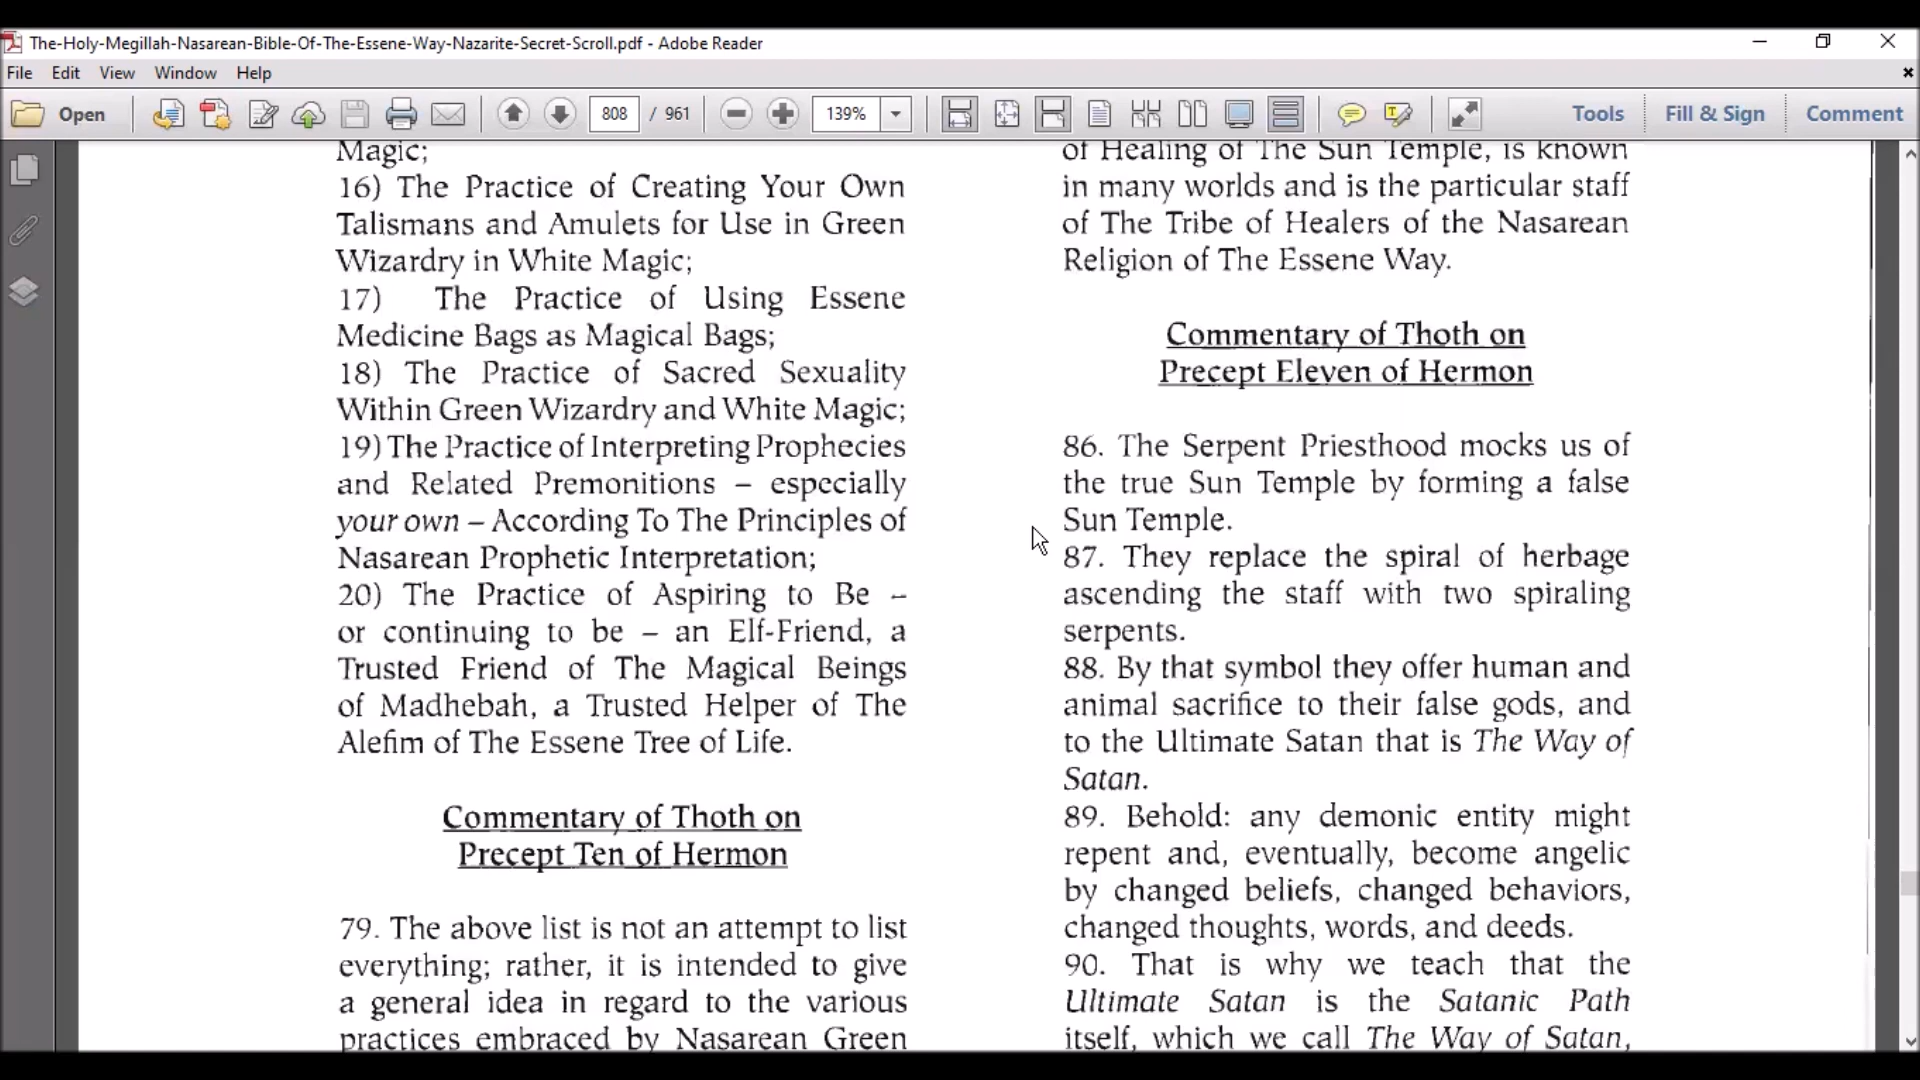 The-Holy-Megillah-Nasarean-Bible-Of-The-Essene-Way-Nazarite-Secret-Scroll.pdf - Adobe Reader
File Edit View Window Help
Open 808 / 961 139% Tools Fill & Sign Comment
Magic;
16) The Practice of Creating Your Own
Talismans and Amulets for Use in Green
Wizardry in White Magic;
17) The Practice of Using Essene
Medicine Bags as Magical Bags;
18) The Practice of Sacred Sexuality
Within Green Wizardry and White Magic;
19) The Practice of Interpreting Prophecies
and Related Premonitions – especially
your own – According To The Principles of
Nasarean Prophetic Interpretation;
20) The Practice of Aspiring to Be –
or continuing to be – an Elf-Friend, a
Trusted Friend of The Magical Beings
of Madhebah, a Trusted Helper of The
Alefim of The Essene Tree of Life.
Commentary of Thoth on
Precept Ten of Hermon
79. The above list is not an attempt to list
everything; rather, it is intended to give
a general idea in regard to the various
practices embraced by Nasarean Green
of Healing of The Sun Temple, is known
in many worlds and is the particular staff
of The Tribe of Healers of the Nasarean
Religion of The Essene Way.
Commentary of Thoth on
Precept Eleven of Hermon
86. The Serpent Priesthood mocks us of
the true Sun Temple by forming a false
Sun Temple.
87. They replace the spiral of herbage
ascending the staff with two spiraling
serpents.
88. By that symbol they offer human and
animal sacrifice to their false gods, and
to the Ultimate Satan that is The Way of
Satan.
89. Behold: any demonic entity might
repent and, eventually, become angelic
by changed beliefs, changed behaviors,
changed thoughts, words, and deeds.
90. That is why we teach that the
Ultimate Satan is the Satanic Path
itself, which we call The Way of Satan,